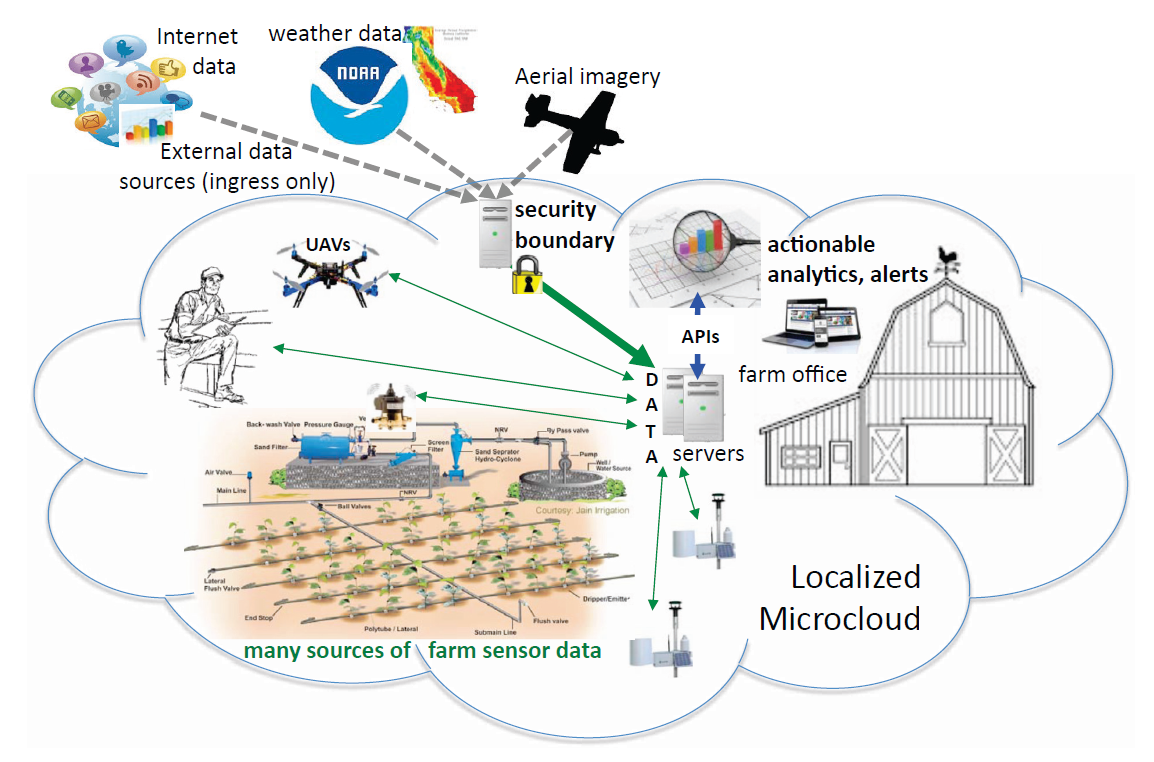 Internet
data
weather data
NOAA
Aerial imagery
External data
sources (ingress only)
security
boundary
UAVs
actionable
analytics, alerts
APIs
farm office
D
A
T
A
servers
Back- wash Valve
Pressure Gauge
Sand Filter
Screen
Filter
NRV
Sand Seprator
Hydro-Cyclone
By Pass valve
Pump
Well /
Water Source
Air Valve
Main Line
NRV
Ball Valves
Courtesy: Jain Irrigation
Lateral
Flush Valve
End Stop
Polytube / Lateral
Submain Line
Flush valve
Dripper/Emitter
many sources of farm sensor data
Localized
Microcloud